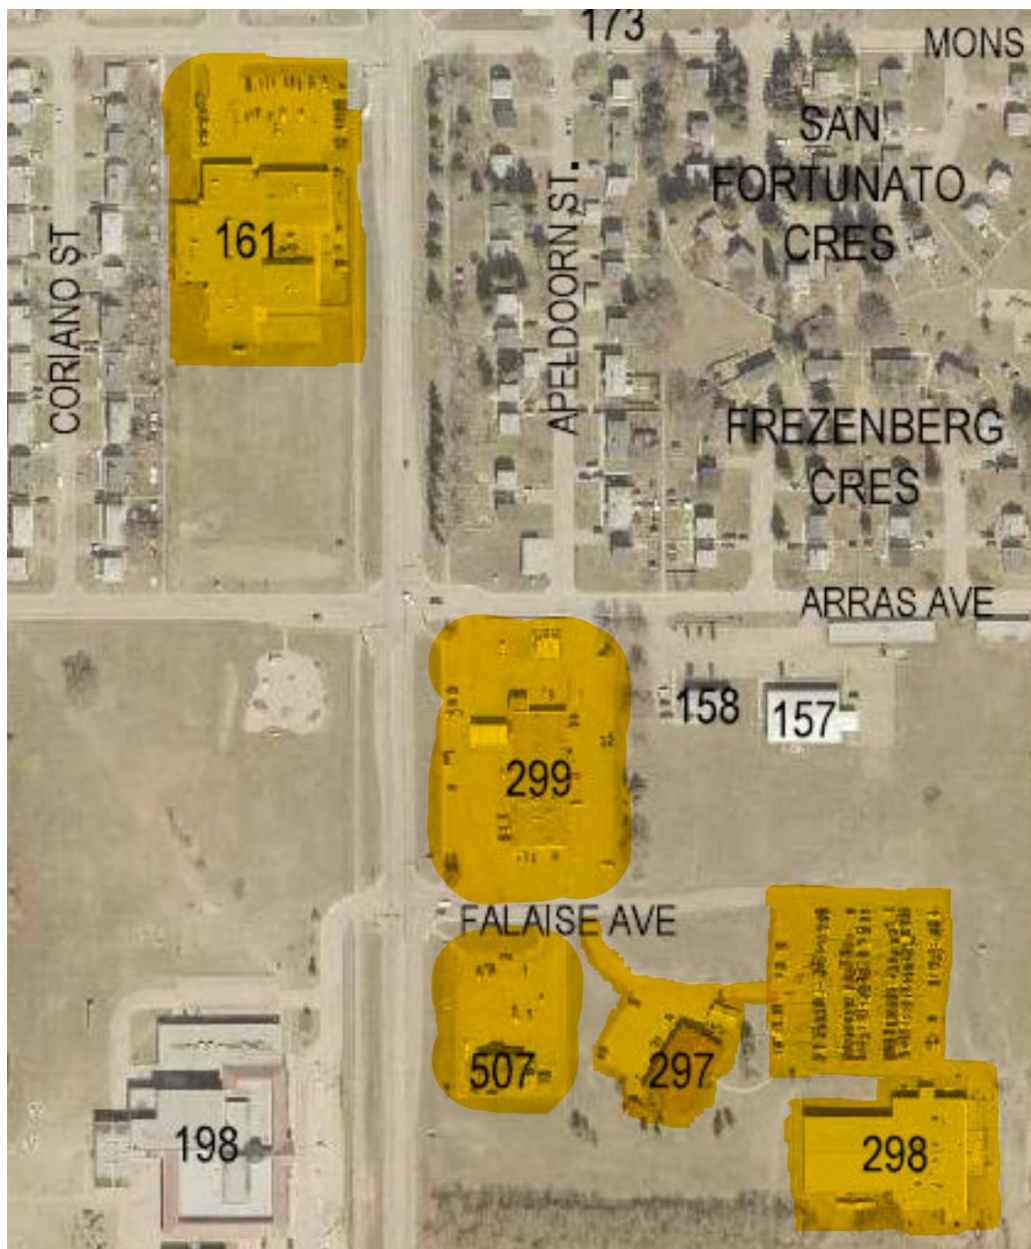 173
MONS
SAN
FORTUNATO
CRES
161
CORIANO ST
APELDOORN ST.
FREZENBERG
CRES
ARRAS AVE
158
157
299
FALAISE AVE
507
297
198
298